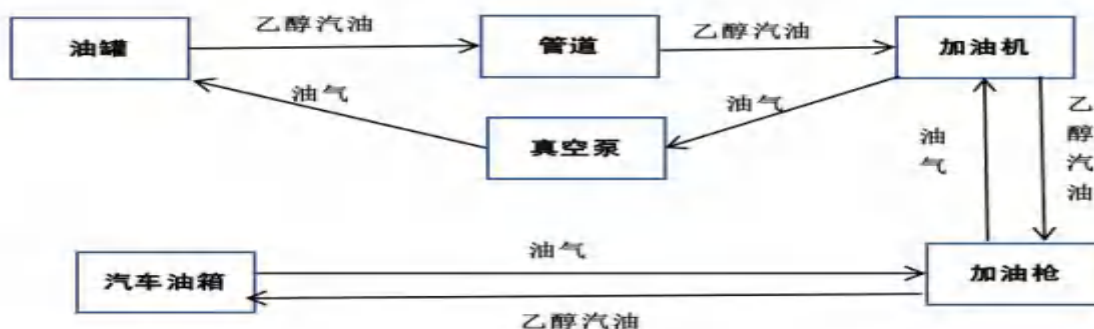 油罐 乙醇汽油 管道 乙醇汽油 加油机
油气 油气
真空泵
油气
乙醇汽油
油气
汽车油箱 加油枪
乙醇汽油